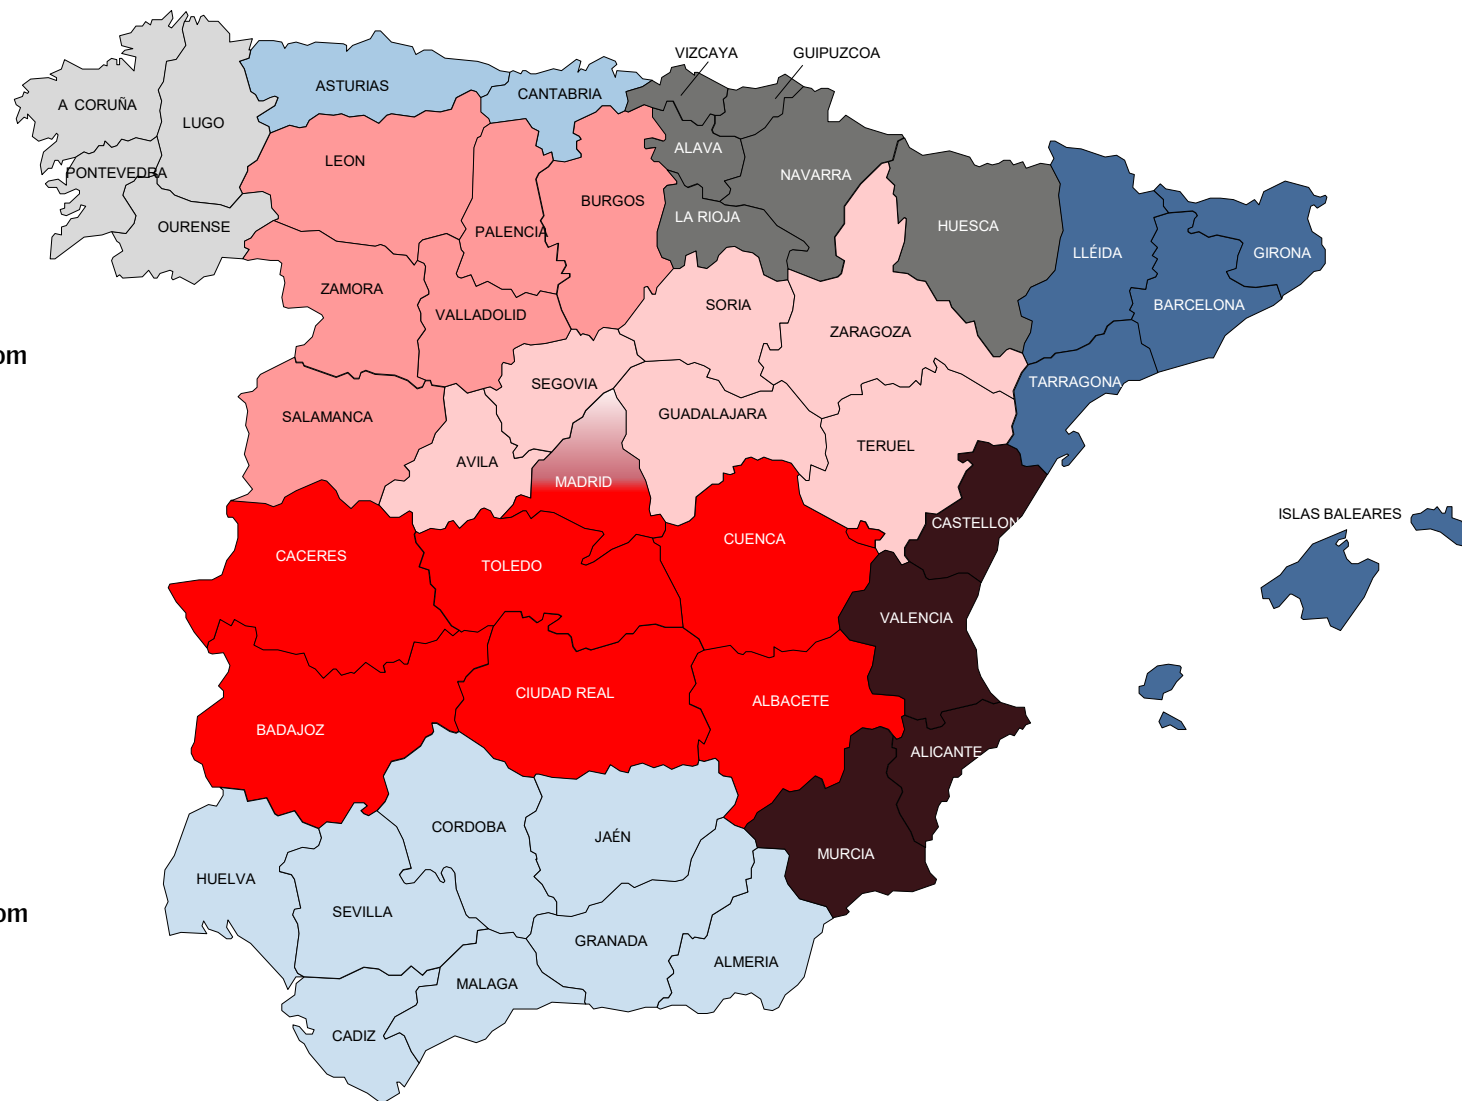 VIZCAYA
GUIPUZCOA
ASTURIAS
CANTABRIA
A CORUÑA
LUGO
LEON
ALAVA
PONTEVEDRA
NAVARRA
BURGOS
LA RIOJA
OURENSE
PALENCIA
HUESCA
LLÉIDA
GIRONA
ZAMORA
SORIA
BARCELONA
VALLADOLID
ZARAGOZA
om
SEGOVIA
TARRAGONA
SALAMANCA
GUADALAJARA
TERUEL
AVILA
MADRID
ISLAS BALEARES
CASTELLON
CUENCA
CACERES
TOLEDO
VALENCIA
CIUDAD REAL
ALBACETE
BADAJOZ
ALICANTE
CORDOBA
JAÉN
MURCIA
HUELVA
SEVILLA
om
GRANADA
ALMERIA
MALAGA
CADIZ